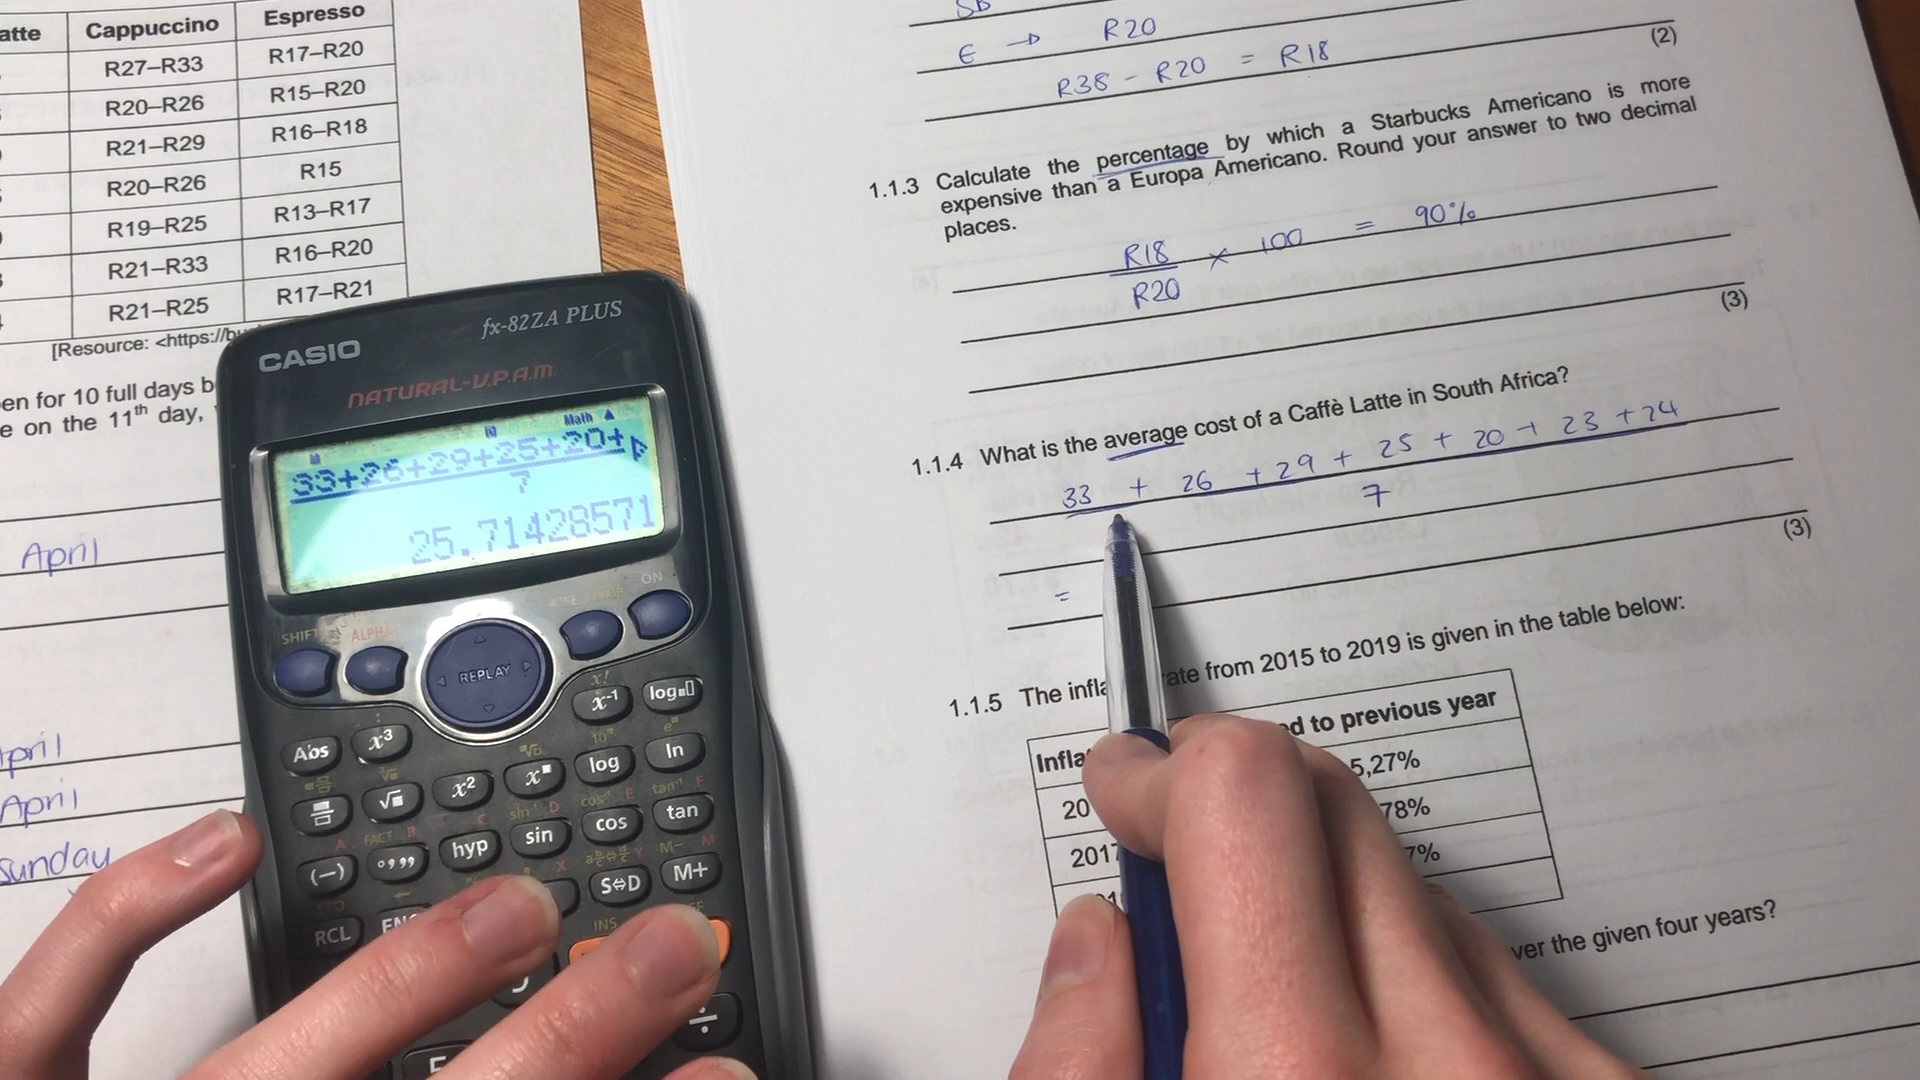 atte Cappuccino Espresso
R27–R33 R17–R20
R20–R26 R15–R20
R21–R29 R16–R18
R20–R26 R15
R19–R25 R13–R17
R21–R33 R16–R20
R21–R25 R17–R21
[Resource: <https://bu
en for 10 full days b
e on the 11th day,
April
pril
April
sunday
CASIO fx-82ZA PLUS
NATURAL-V.P.A.M.
Math ▲
33+26+29+25+20+
7
25.71428571
ON
SHIFT ALPHA
REPLAY
x!
x⁻¹ log
Abs x³ x² log ln
√ sin cos tan
(−) hyp S⇔D M+
RCL ENG
INS
÷
E → R20
R38 - R20 = R18
(2)
1.1.3 Calculate the percentage by which a Starbucks Americano is more
expensive than a Europa Americano. Round your answer to two decimal
places.
R18 × 100 = 90%
R20
(3)
1.1.4 What is the average cost of a Caffè Latte in South Africa?
33 + 26 + 29 + 25 + 20 + 23 + 24
7
(3)
=
1.1.5 The infla ate from 2015 to 2019 is given in the table below:
Infla d to previous year
20 5,27%
2017 78%
7%
ver the given four years?